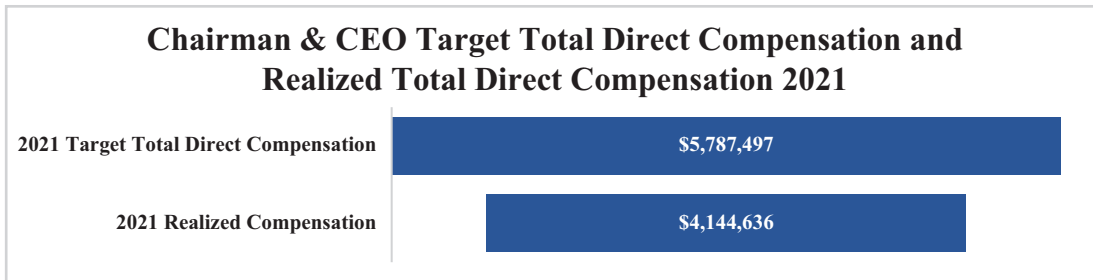 Chairman & CEO Target Total Direct Compensation and
Realized Total Direct Compensation 2021
2021 Target Total Direct Compensation
$5,787,497
2021 Realized Compensation
$4,144,636